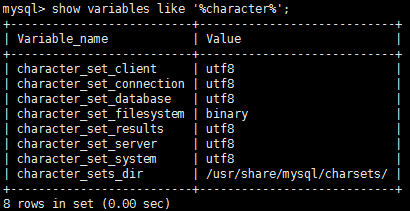 mysql> show variables like '%character%';
+--------------------------+----------------------------+
| Variable_name            | Value                      |
+--------------------------+----------------------------+
| character_set_client     | utf8                       |
| character_set_connection | utf8                       |
| character_set_database   | utf8                       |
| character_set_filesystem | binary                     |
| character_set_results    | utf8                       |
| character_set_server     | utf8                       |
| character_set_system     | utf8                       |
| character_sets_dir       | /usr/share/mysql/charsets/ |
+--------------------------+----------------------------+
8 rows in set (0.00 sec)